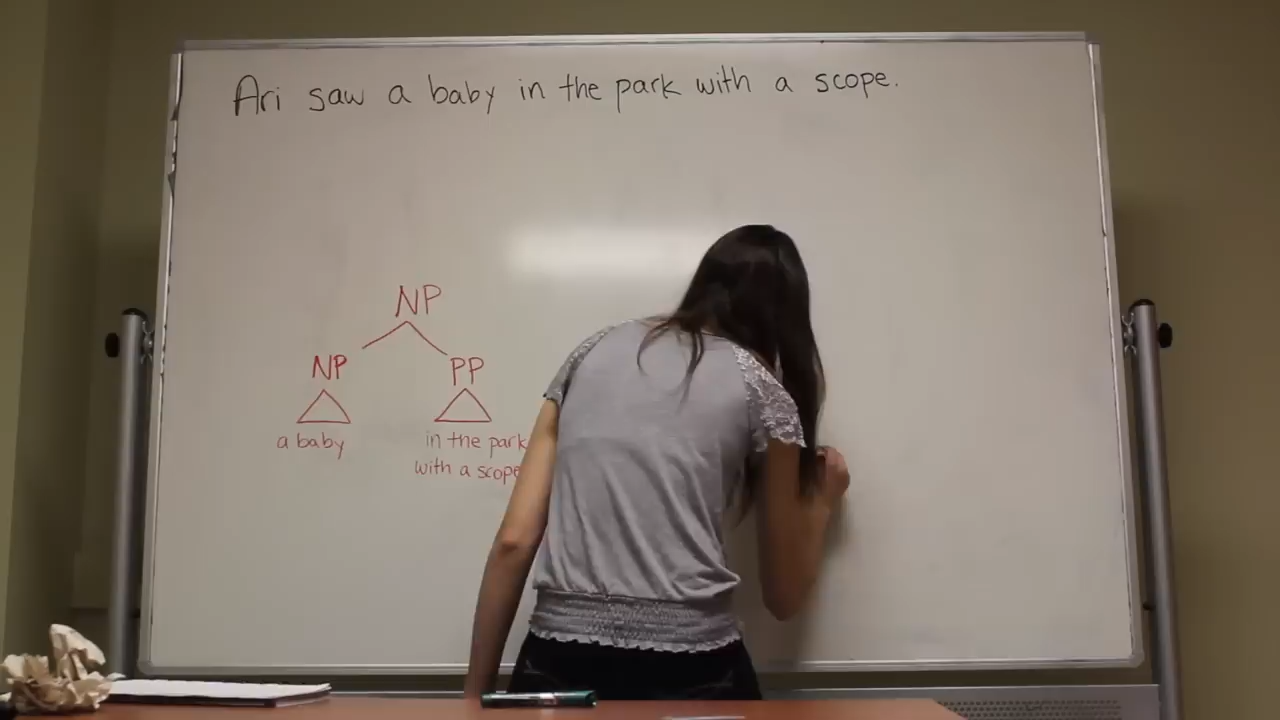 Ari saw a baby in the park with a scope.
NP
NP PP
a baby in the park
with a scope